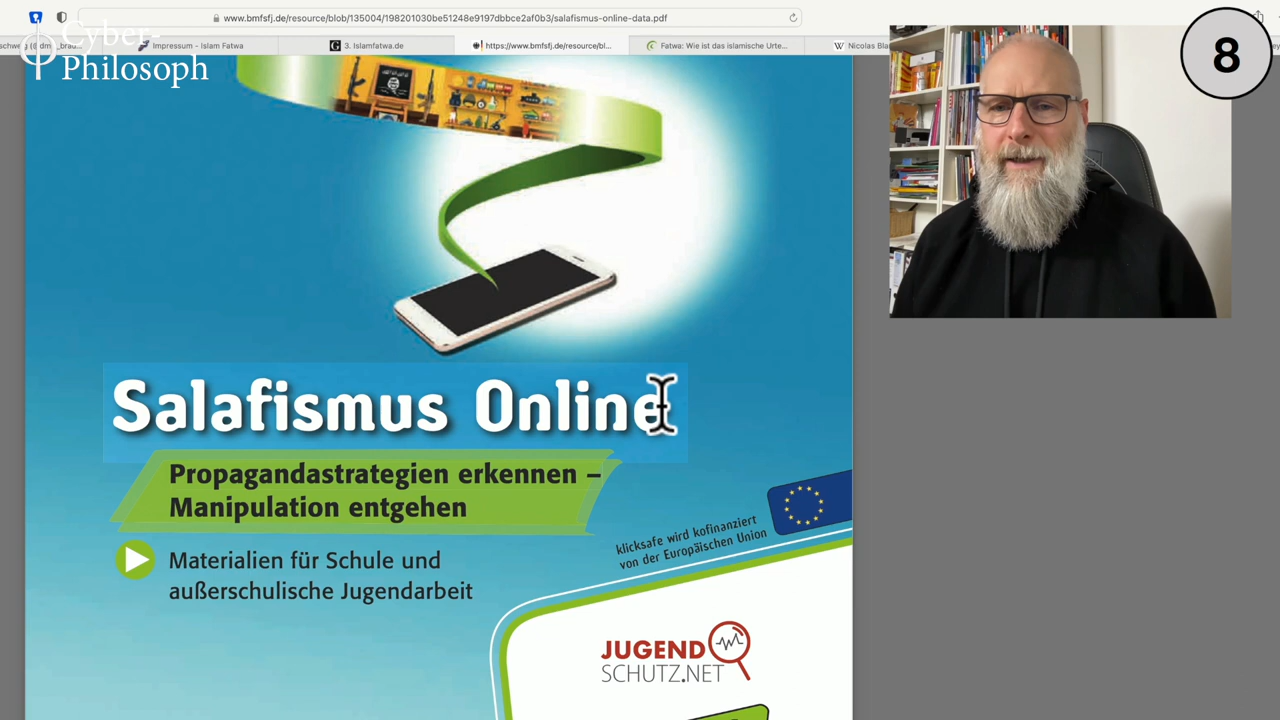 www.bmfsfj.de/resource/blob/135004/198201030be51248e9197dbbce2af0b3/salafismus-online-data.pdf
Impressum - Islam Fatwa
3. Islamfatwa.de
https://www.bmfsfj.de/resource/bl...
Fatwa: Wie ist das islamische Urte...
Nicolas Bla
Cyber-
Philosoph
8
Salafismus Online
Propagandastrategien erkennen –
Manipulation entgehen
Materialien für Schule und
außerschulische Jugendarbeit
klicksafe wird kofinanziert
von der Europäischen Union
JUGEND
SCHUTZ.NET